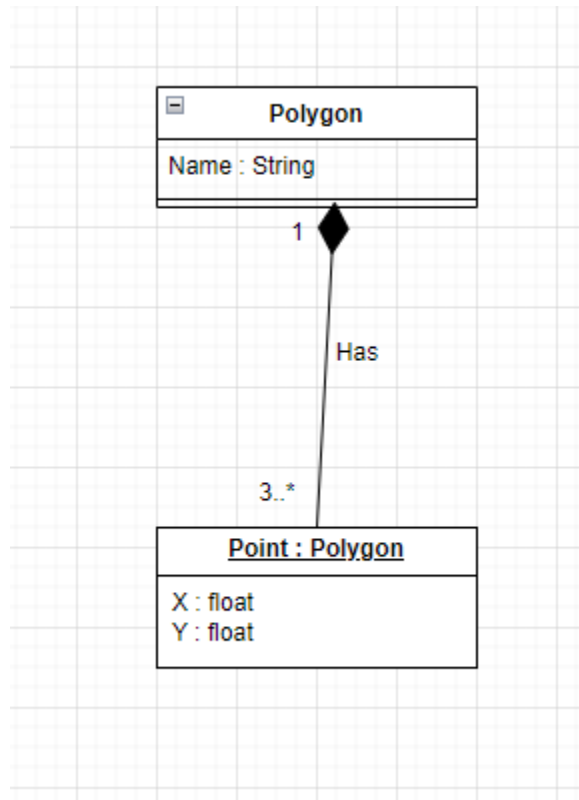 Polygon
Name : String
1
Has
3..*
Point : Polygon
X : float
Y : float